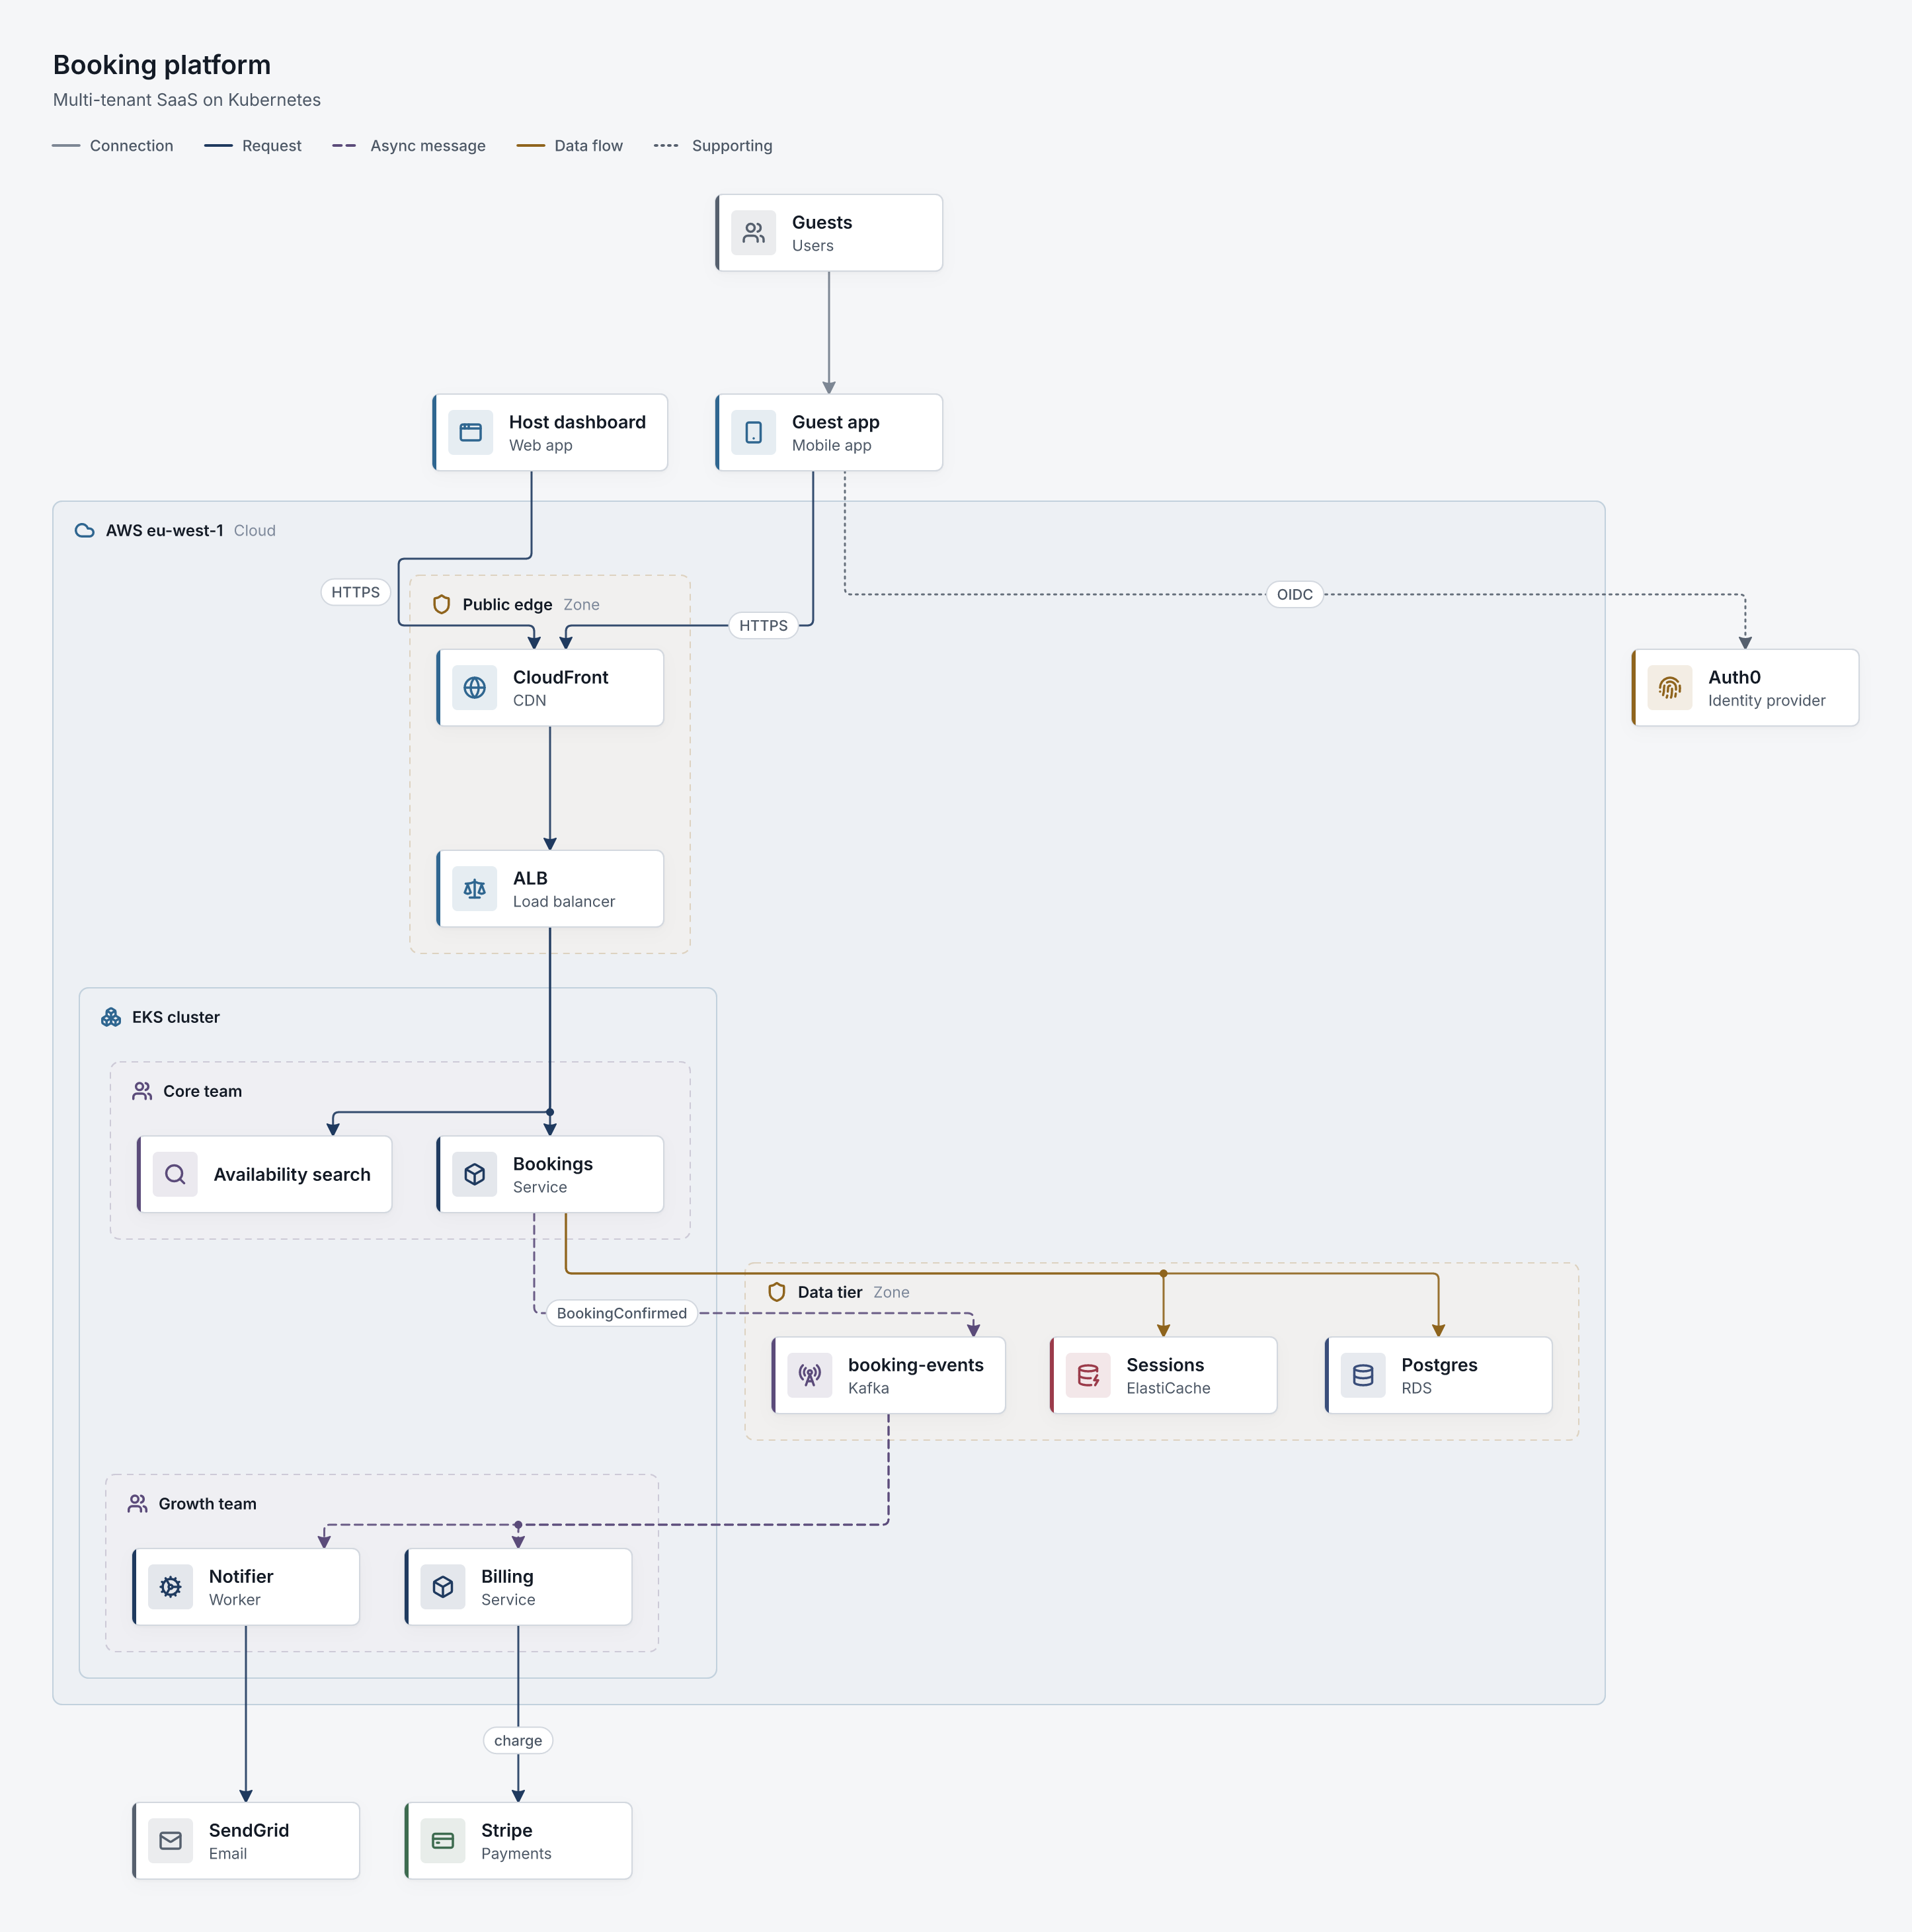 Booking platform
Multi-tenant SaaS on Kubernetes
Connection
Request
Async message
Data flow
Supporting
Guests
Users
Host dashboard
Web app
Guest app
Mobile app
AWS eu-west-1 Cloud
HTTPS
OIDC
Public edge Zone
HTTPS
CloudFront
CDN
Auth0
Identity provider
ALB
Load balancer
EKS cluster
Core team
Availability search
Bookings
Service
Data tier Zone
BookingConfirmed
booking-events
Kafka
Sessions
ElastiCache
Postgres
RDS
Growth team
Notifier
Worker
Billing
Service
charge
SendGrid
Email
Stripe
Payments